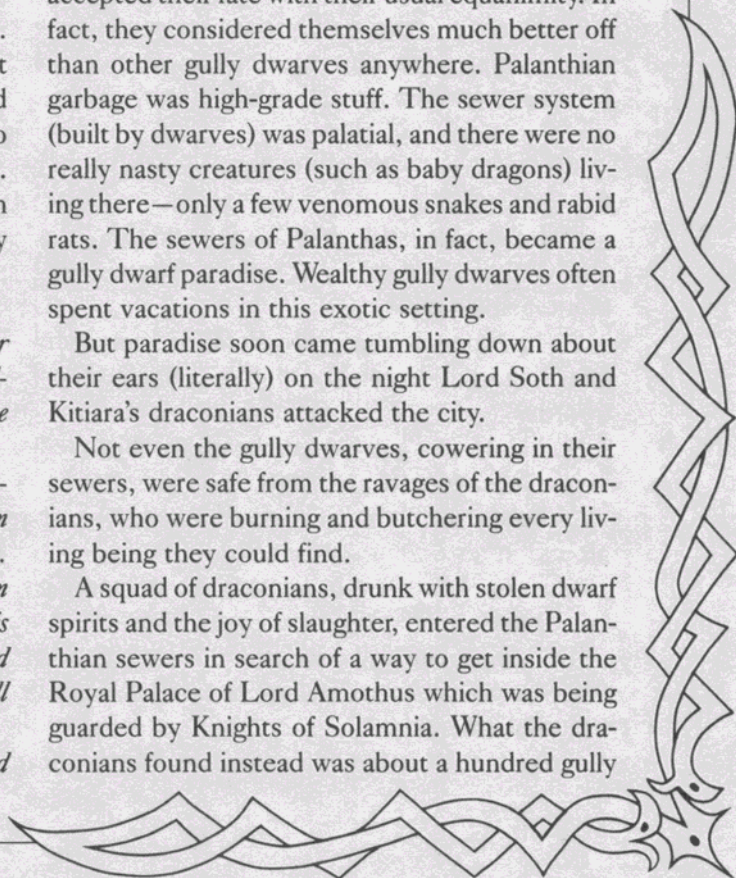 accepted their fate with their usual equanimity. In
fact, they considered themselves much better off
than other gully dwarves anywhere. Palanthian
garbage was high-grade stuff. The sewer system
(built by dwarves) was palatial, and there were no
really nasty creatures (such as baby dragons) liv-
ing there—only a few venomous snakes and rabid
rats. The sewers of Palanthas, in fact, became a
gully dwarf paradise. Wealthy gully dwarves often
spent vacations in this exotic setting.
But paradise soon came tumbling down about
their ears (literally) on the night Lord Soth and
Kitiara's draconians attacked the city.
Not even the gully dwarves, cowering in their
sewers, were safe from the ravages of the dracon-
ians, who were burning and butchering every liv-
ing being they could find.
A squad of draconians, drunk with stolen dwarf
spirits and the joy of slaughter, entered the Palan-
thian sewers in search of a way to get inside the
Royal Palace of Lord Amothus which was being
guarded by Knights of Solamnia. What the dra-
conians found instead was about a hundred gully